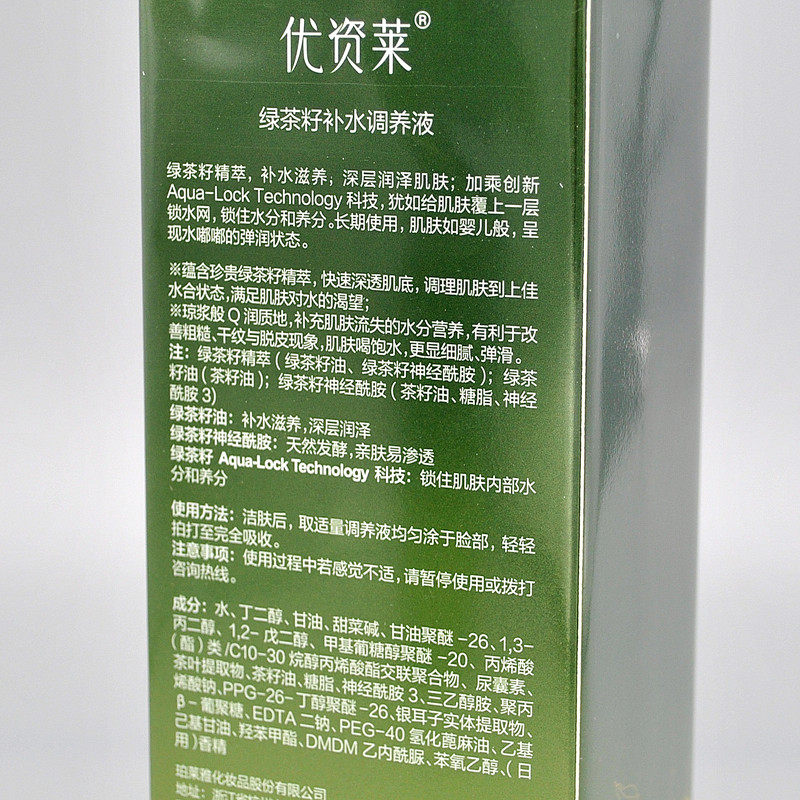 优资莱®
绿茶籽补水调养液
绿茶籽精萃，补水滋养，深层润泽肌肤；加乘创新
Aqua-Lock Technology 科技，犹如给肌肤覆上一层
锁水网，锁住水分和养分。长期使用，肌肤如婴儿般，呈
现水嘟嘟的弹润状态。
※蕴含珍贵绿茶籽精萃，快速深透肌底，调理肌肤到上佳
水合状态，满足肌肤对水的渴望；
※琼浆般 Q 润质地，补充肌肤流失的水分营养，有利于改
善粗糙、干纹与脱皮现象，肌肤喝饱水，更显细腻、弹滑。
注：绿茶籽精萃（绿茶籽油、绿茶籽神经酰胺）；绿茶
籽油（茶籽油）；绿茶籽神经酰胺（茶籽油、糖脂、神经
酰胺 3）
绿茶籽油：补水滋养，深层润泽
绿茶籽神经酰胺：天然发酵，亲肤易渗透
绿茶籽 Aqua-Lock Technology 科技：锁住肌肤内部水
分和养分
使用方法：洁肤后，取适量调养液均匀涂于脸部，轻轻
拍打至完全吸收。
注意事项：使用过程中若感觉不适，请暂停使用或拨打
咨询热线。
成分：水、丁二醇、甘油、甜菜碱、甘油聚醚 -26、1,3-
丙二醇、1,2- 戊二醇、甲基葡糖醇聚醚 -20、丙烯酸
（酯）类 /C10-30 烷醇丙烯酸酯交联聚合物、尿囊素、
茶叶提取物、茶籽油、糖脂、神经酰胺 3、三乙醇胺、聚丙
烯酸钠、PPG-26- 丁醇聚醚 -26、银耳子实体提取物、
β - 葡聚糖、EDTA 二钠、PEG-40 氢化蓖麻油、乙基
己基甘油、羟苯甲酯、DMDM 乙内酰脲、苯氧乙醇、（日
用）香精
珀莱雅化妆品股份有限公司
地址：浙江省杭州